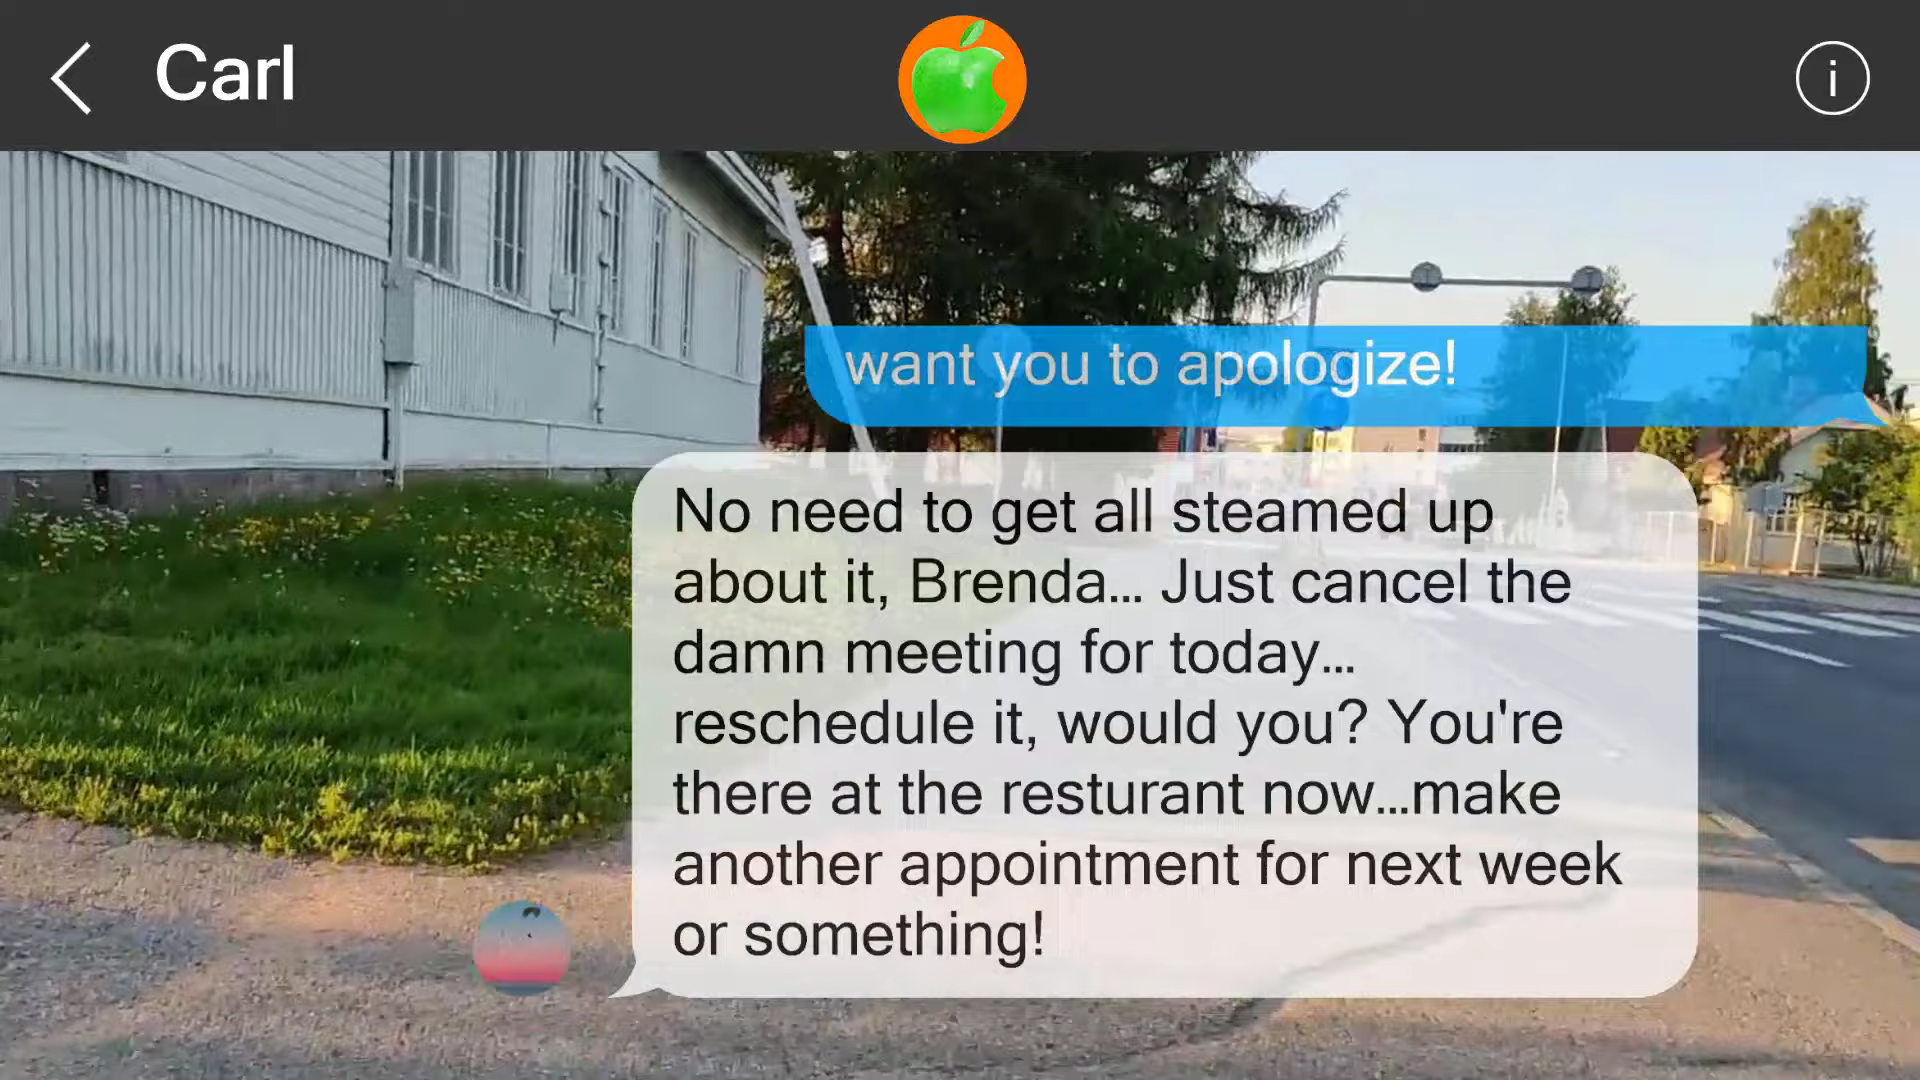 Carl
i
want you to apologize!
No need to get all steamed up
about it, Brenda... Just cancel the
damn meeting for today...
reschedule it, would you? You're
there at the resturant now...make
another appointment for next week
or something!